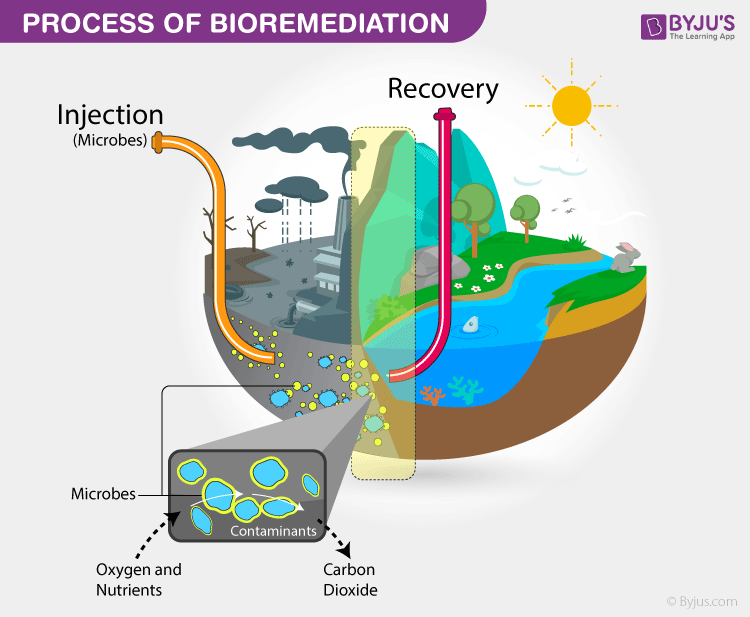 PROCESS OF BIOREMEDIATION
BYJU'S
The Learning App
Injection
(Microbes)
Recovery
Microbes
Contaminants
Oxygen and
Nutrients
Carbon
Dioxide
© Byjus.com